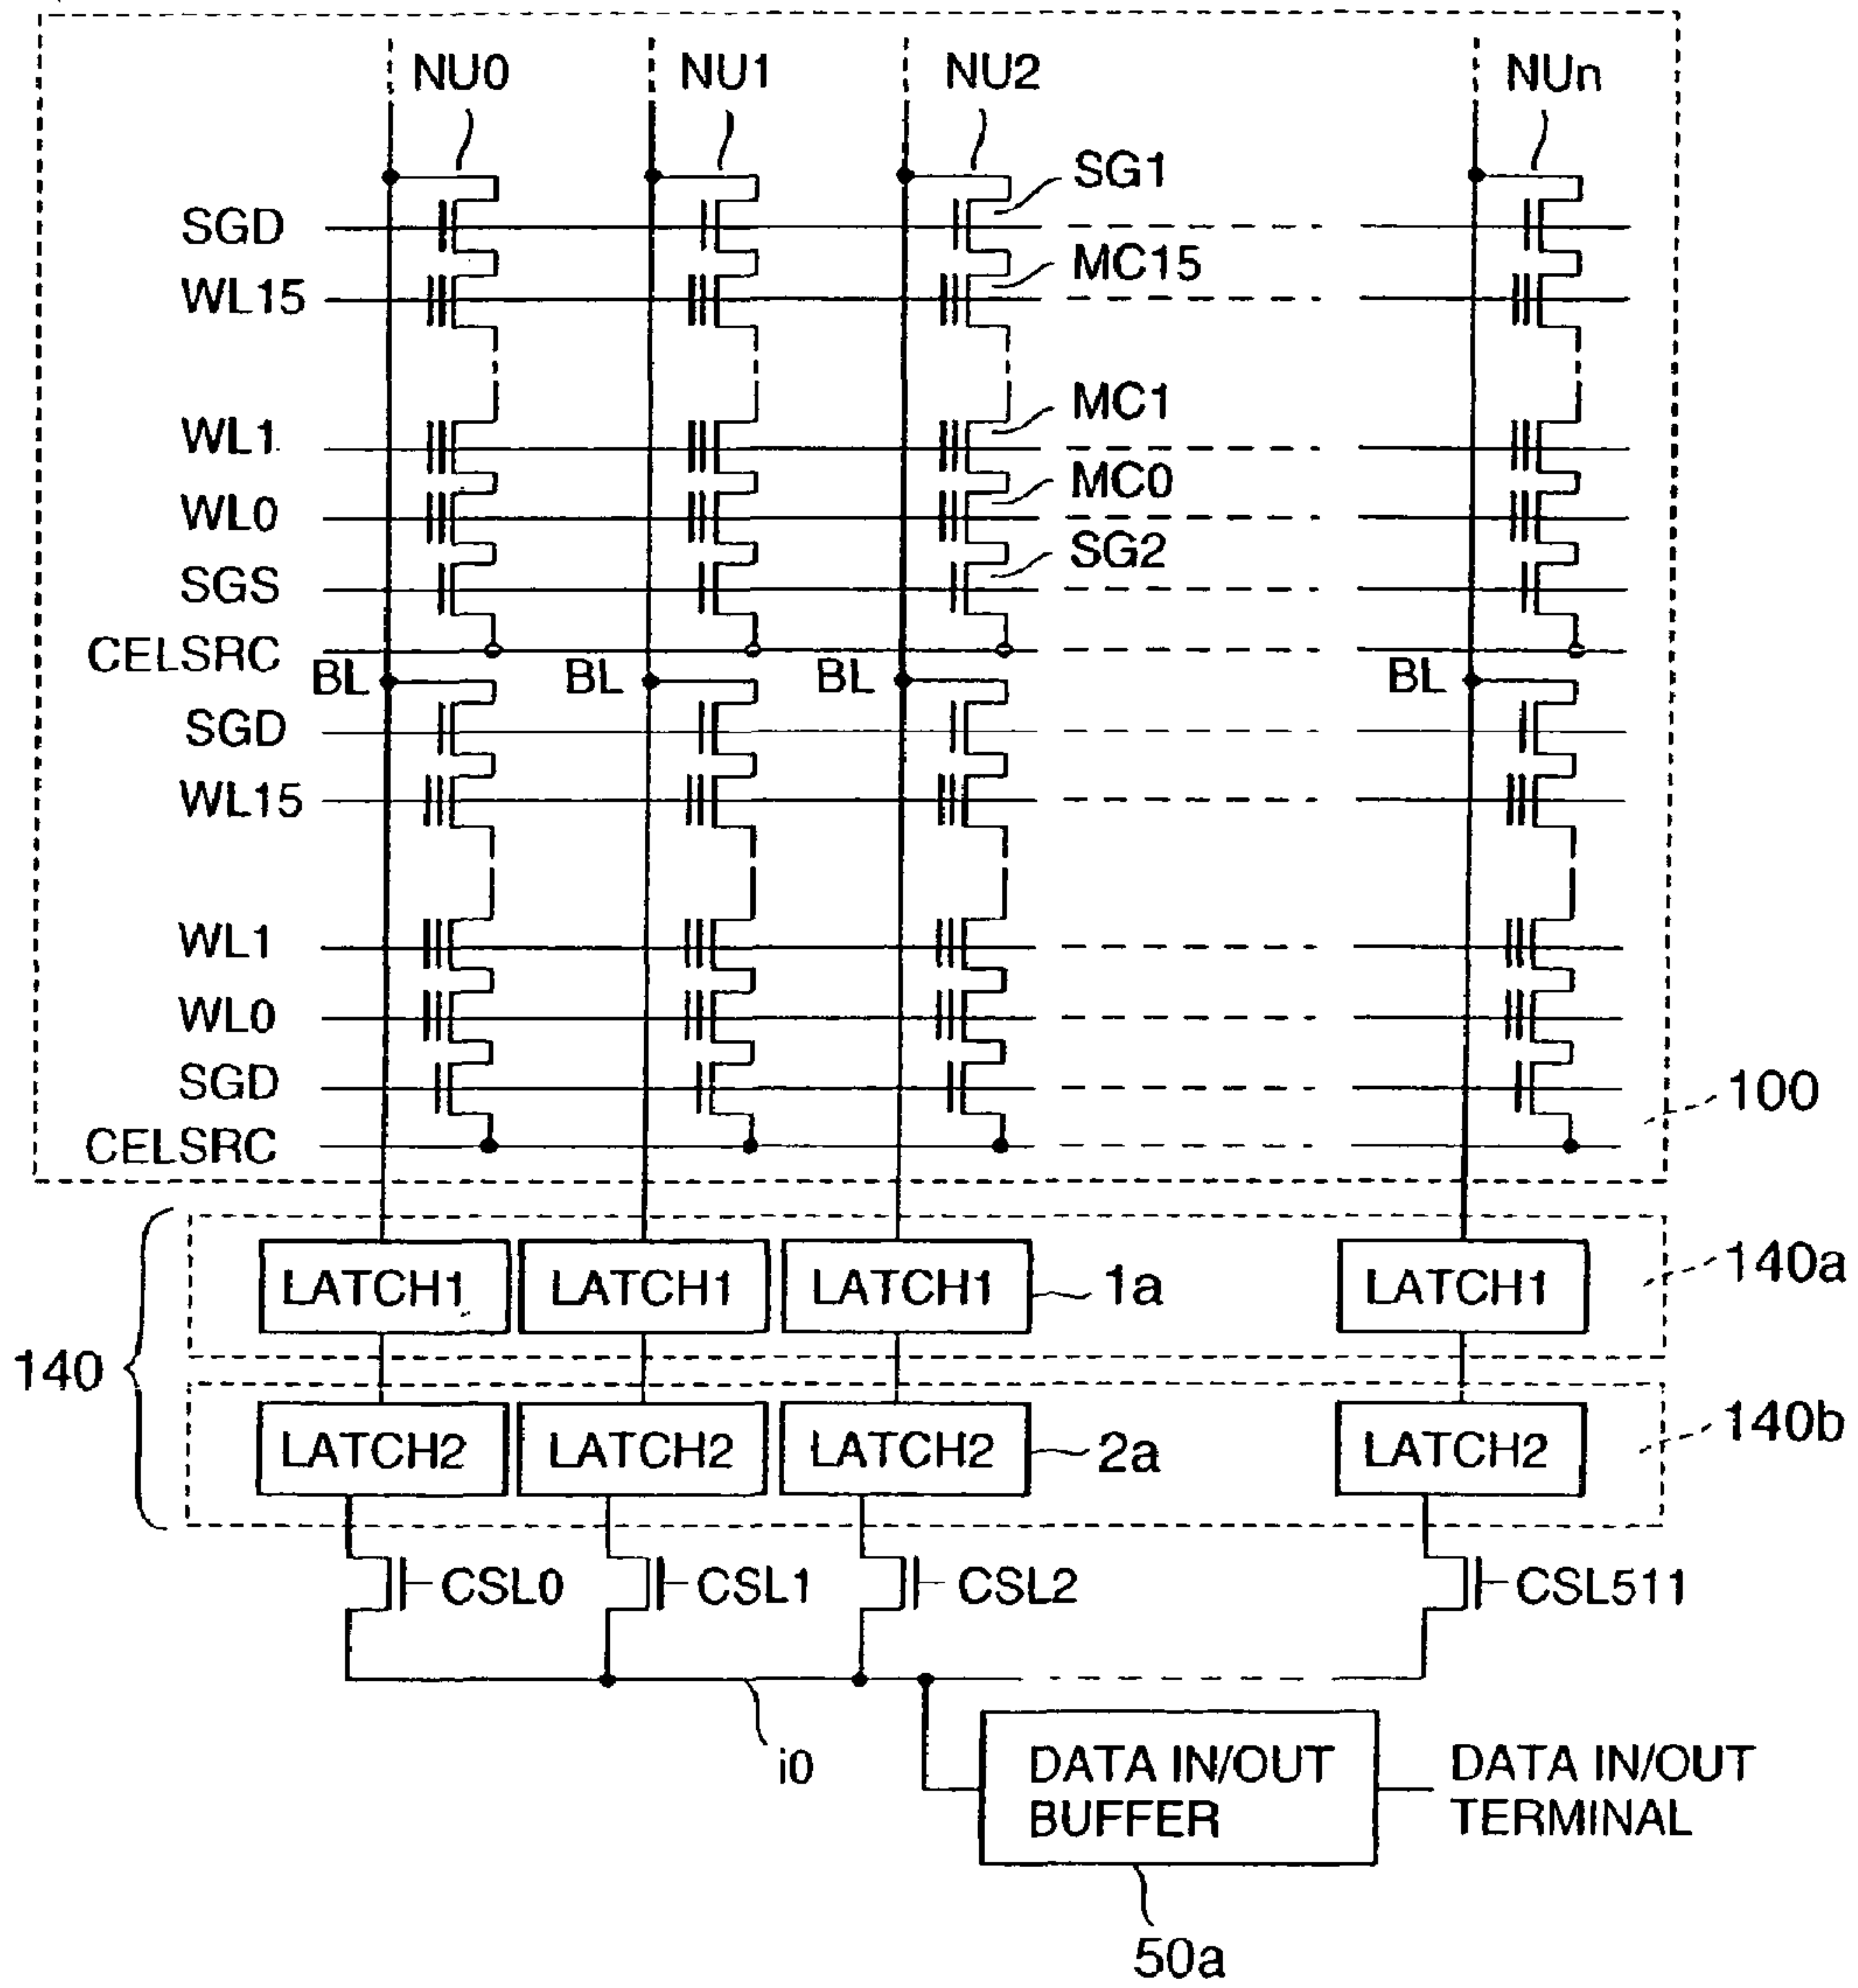 NU0 NU1 NU2 NUn
SG1
SGD
MC15
WL15
MC1
WL1
MC0
WL0
SG2
SGS
CELSRC
BL BL BL BL
SGD
WL15
WL1
WL0
SGD
100
CELSRC
LATCH1 LATCH1 LATCH1 1a LATCH1 140a
140
LATCH2 LATCH2 LATCH2 2a LATCH2 140b
CSL0 CSL1 CSL2 CSL511
i0
DATA IN/OUT
BUFFER
DATA IN/OUT
TERMINAL
50a